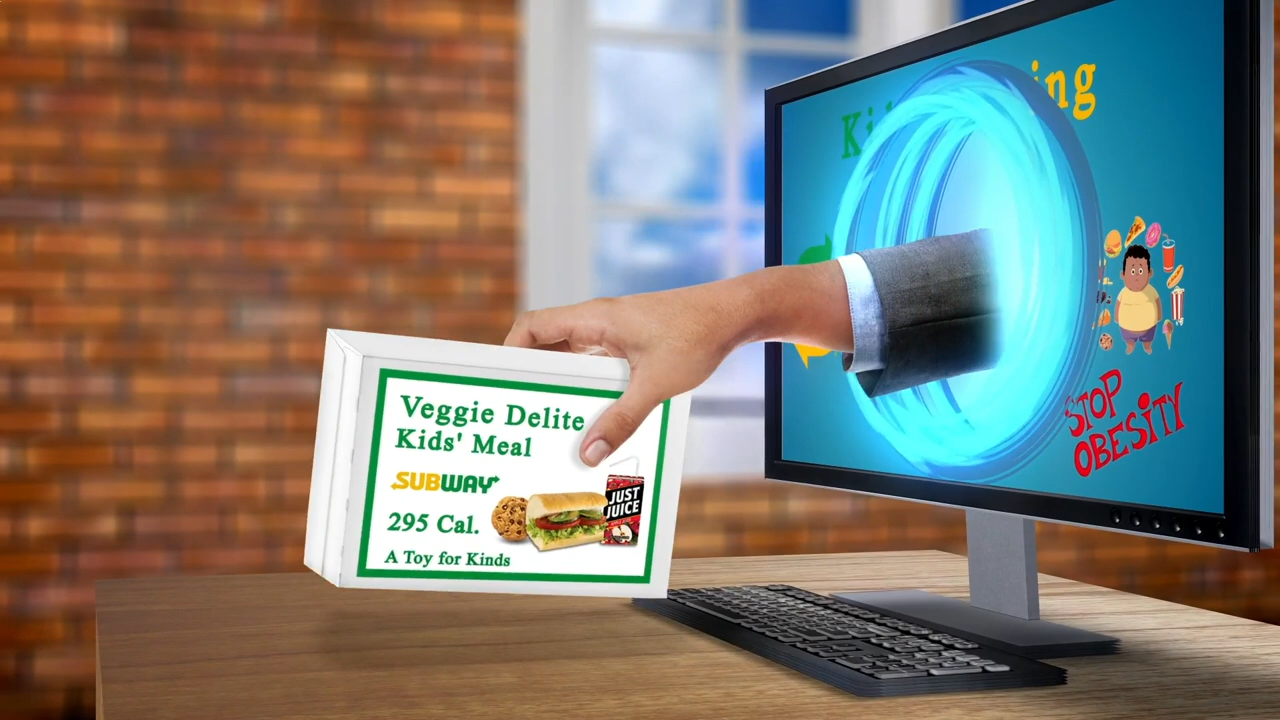 Veggie Delite
Kids' Meal
SUBWAY
295 Cal.
A Toy for Kinds
JUST
JUICE
STOP
OBESITY